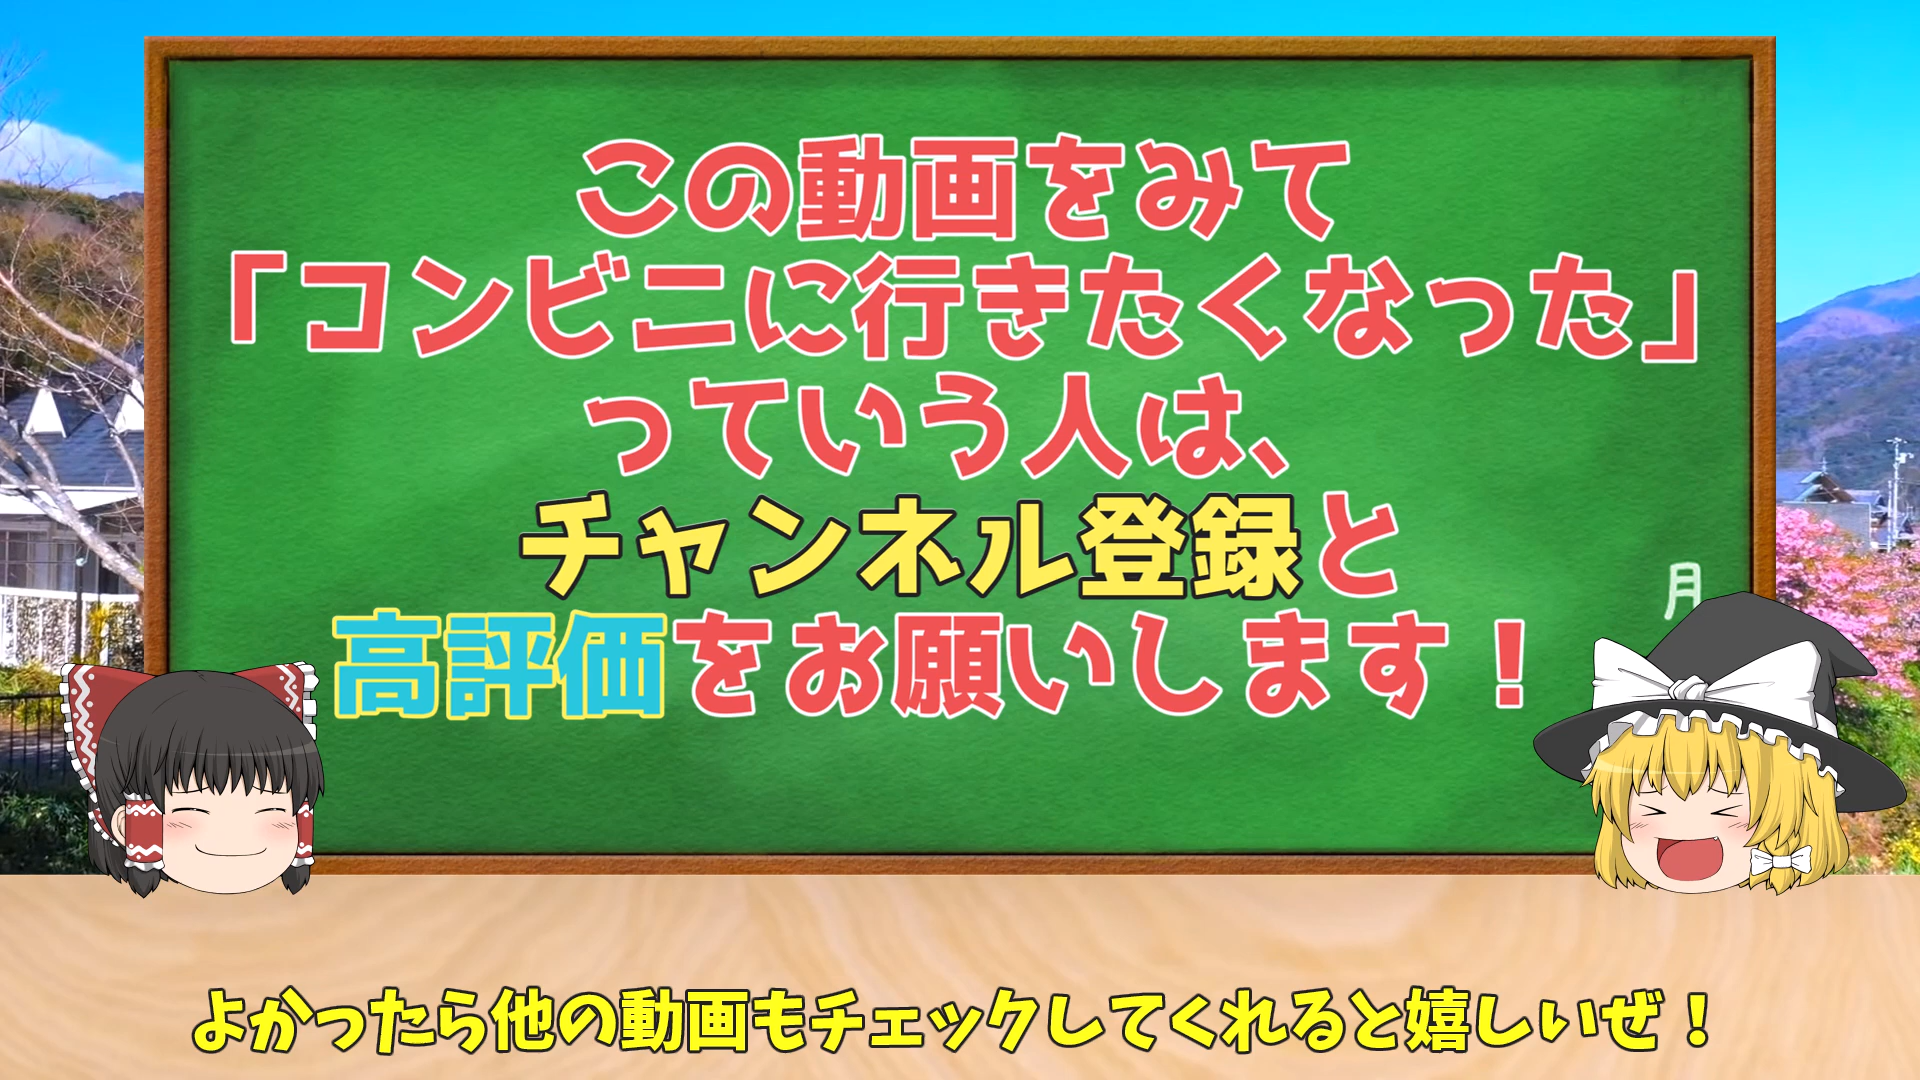 この動画をみて
「コンビニに行きたくなった」
っていう人は、
チャンネル登録と
高評価をお願いします！
月
よかったら他の動画もチェックしてくれると嬉しいぜ！